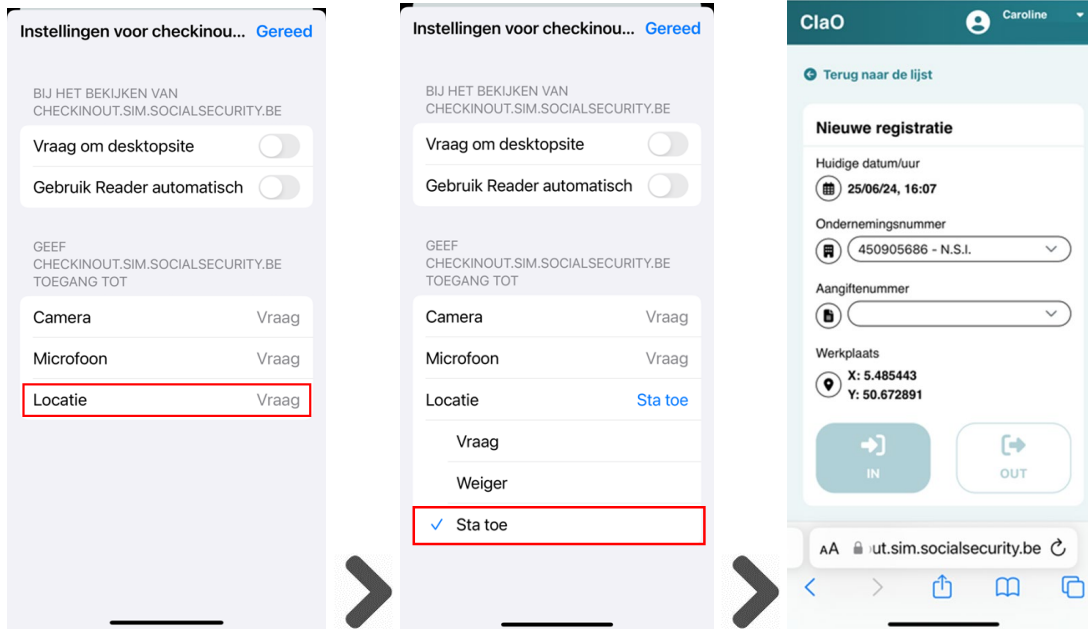 Instellingen voor checkinou... Gereed
BIJ HET BEKIJKEN VAN
CHECKINOUT.SIM.SOCIALSECURITY.BE
Vraag om desktopsite
Gebruik Reader automatisch
GEEF
CHECKINOUT.SIM.SOCIALSECURITY.BE
TOEGANG TOT
Camera Vraag
Microfoon Vraag
Locatie Vraag
Instellingen voor checkinou... Gereed
BIJ HET BEKIJKEN VAN
CHECKINOUT.SIM.SOCIALSECURITY.BE
Vraag om desktopsite
Gebruik Reader automatisch
GEEF
CHECKINOUT.SIM.SOCIALSECURITY.BE
TOEGANG TOT
Camera Vraag
Microfoon Vraag
Locatie Sta toe
Vraag
Weiger
Sta toe
CIaO Caroline
Terug naar de lijst
Nieuwe registratie
Huidige datum/uur
25/06/24, 16:07
Ondernemingsnummer
450905686 - N.S.I.
Aangiftenummer
Werkplaats
X: 5.485443
Y: 50.672891
IN OUT
AA ut.sim.socialsecurity.be